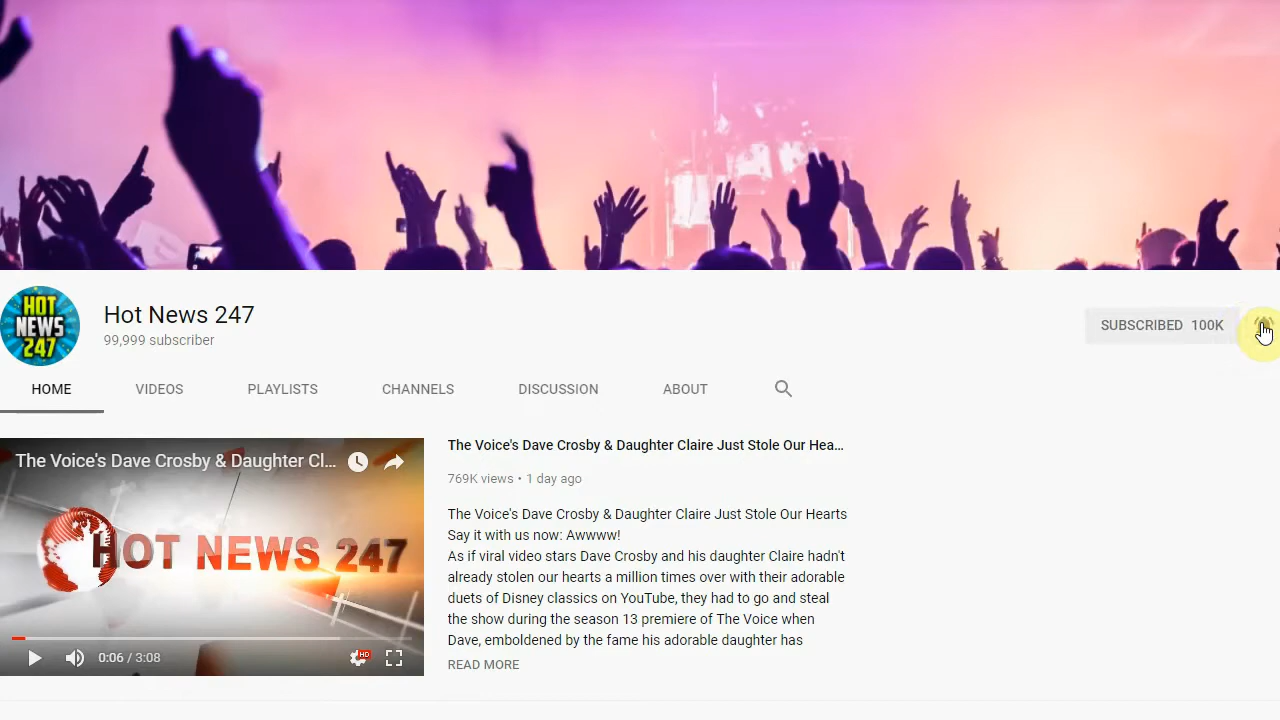 HOT
NEWS
247
Hot News 247
99,999 subscriber
SUBSCRIBED 100K
HOME
VIDEOS
PLAYLISTS
CHANNELS
DISCUSSION
ABOUT
The Voice's Dave Crosby & Daughter Cl...
HOT NEWS 247
0:06 / 3:08
HD
The Voice's Dave Crosby & Daughter Claire Just Stole Our Hea...
769K views • 1 day ago
The Voice's Dave Crosby & Daughter Claire Just Stole Our Hearts
Say it with us now: Awwww!
As if viral video stars Dave Crosby and his daughter Claire hadn't
already stolen our hearts a million times over with their adorable
duets of Disney classics on YouTube, they had to go and steal
the show during the season 13 premiere of The Voice when
Dave, emboldened by the fame his adorable daughter has
READ MORE